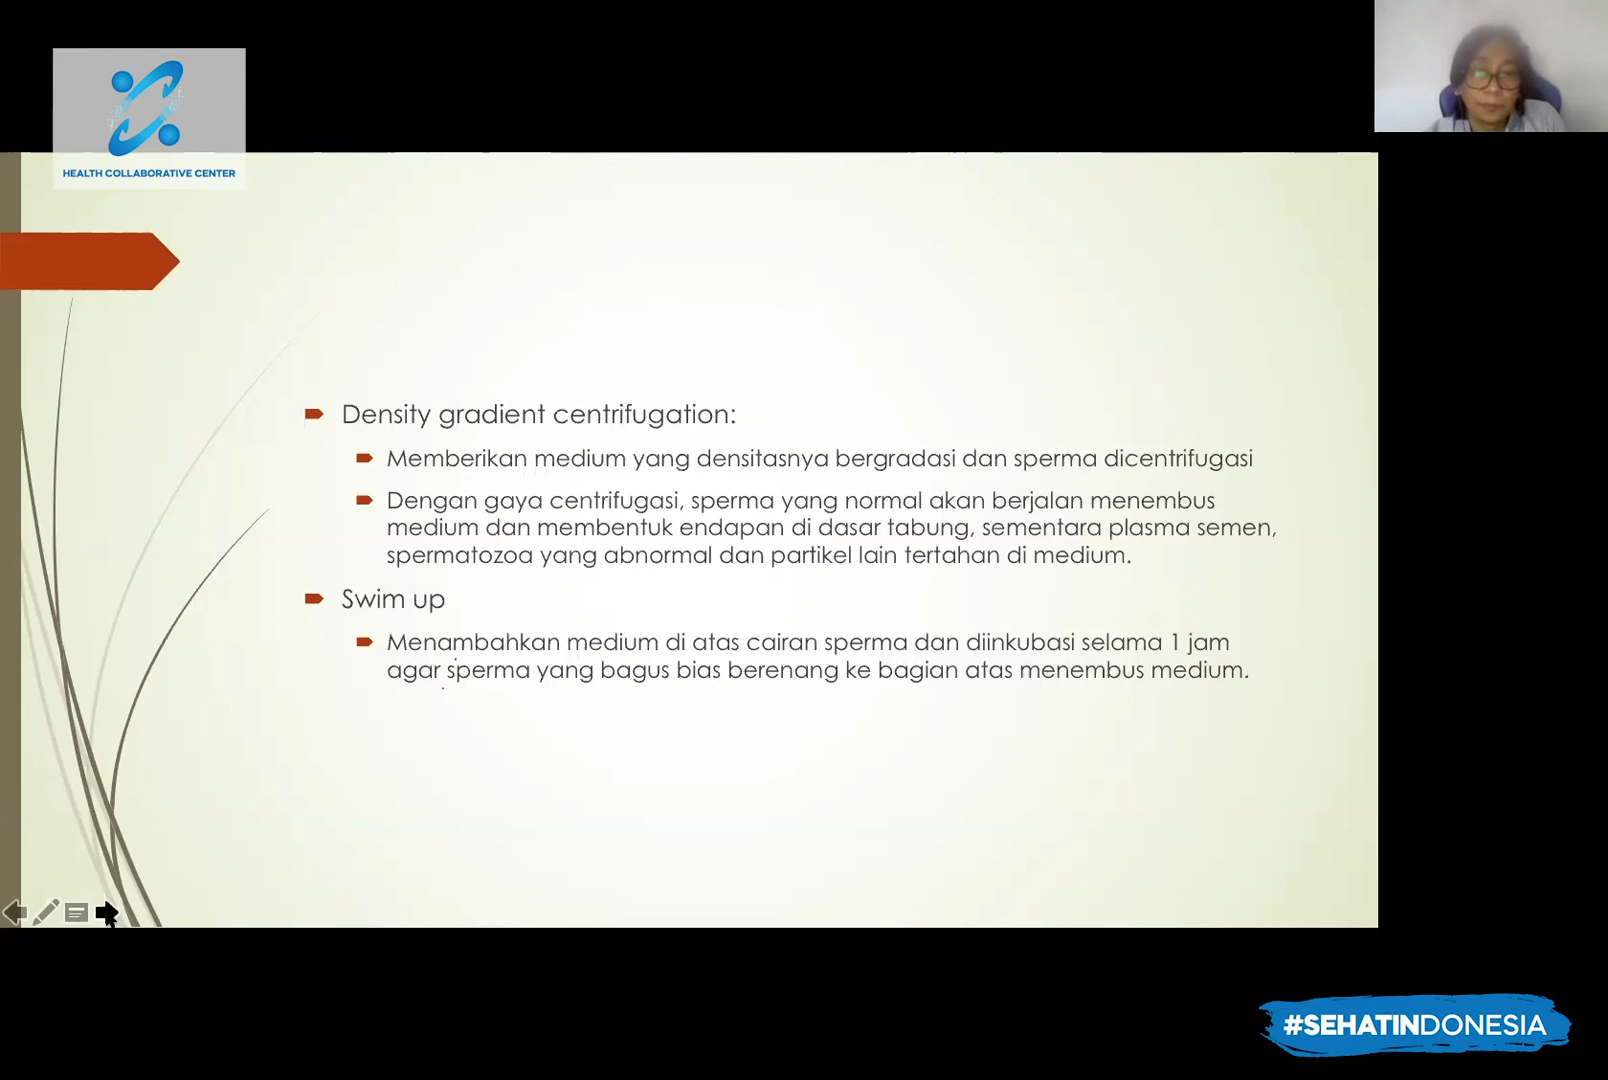 HEALTH COLLABORATIVE CENTER
Density gradient centrifugation:
Memberikan medium yang densitasnya bergradasi dan sperma dicentrifugasi
Dengan gaya centrifugasi, sperma yang normal akan berjalan menembus
medium dan membentuk endapan di dasar tabung, sementara plasma semen,
spermatozoa yang abnormal dan partikel lain tertahan di medium.
Swim up
Menambahkan medium di atas cairan sperma dan diinkubasi selama 1 jam
agar sperma yang bagus bias berenang ke bagian atas menembus medium.
#SEHATINDONESIA